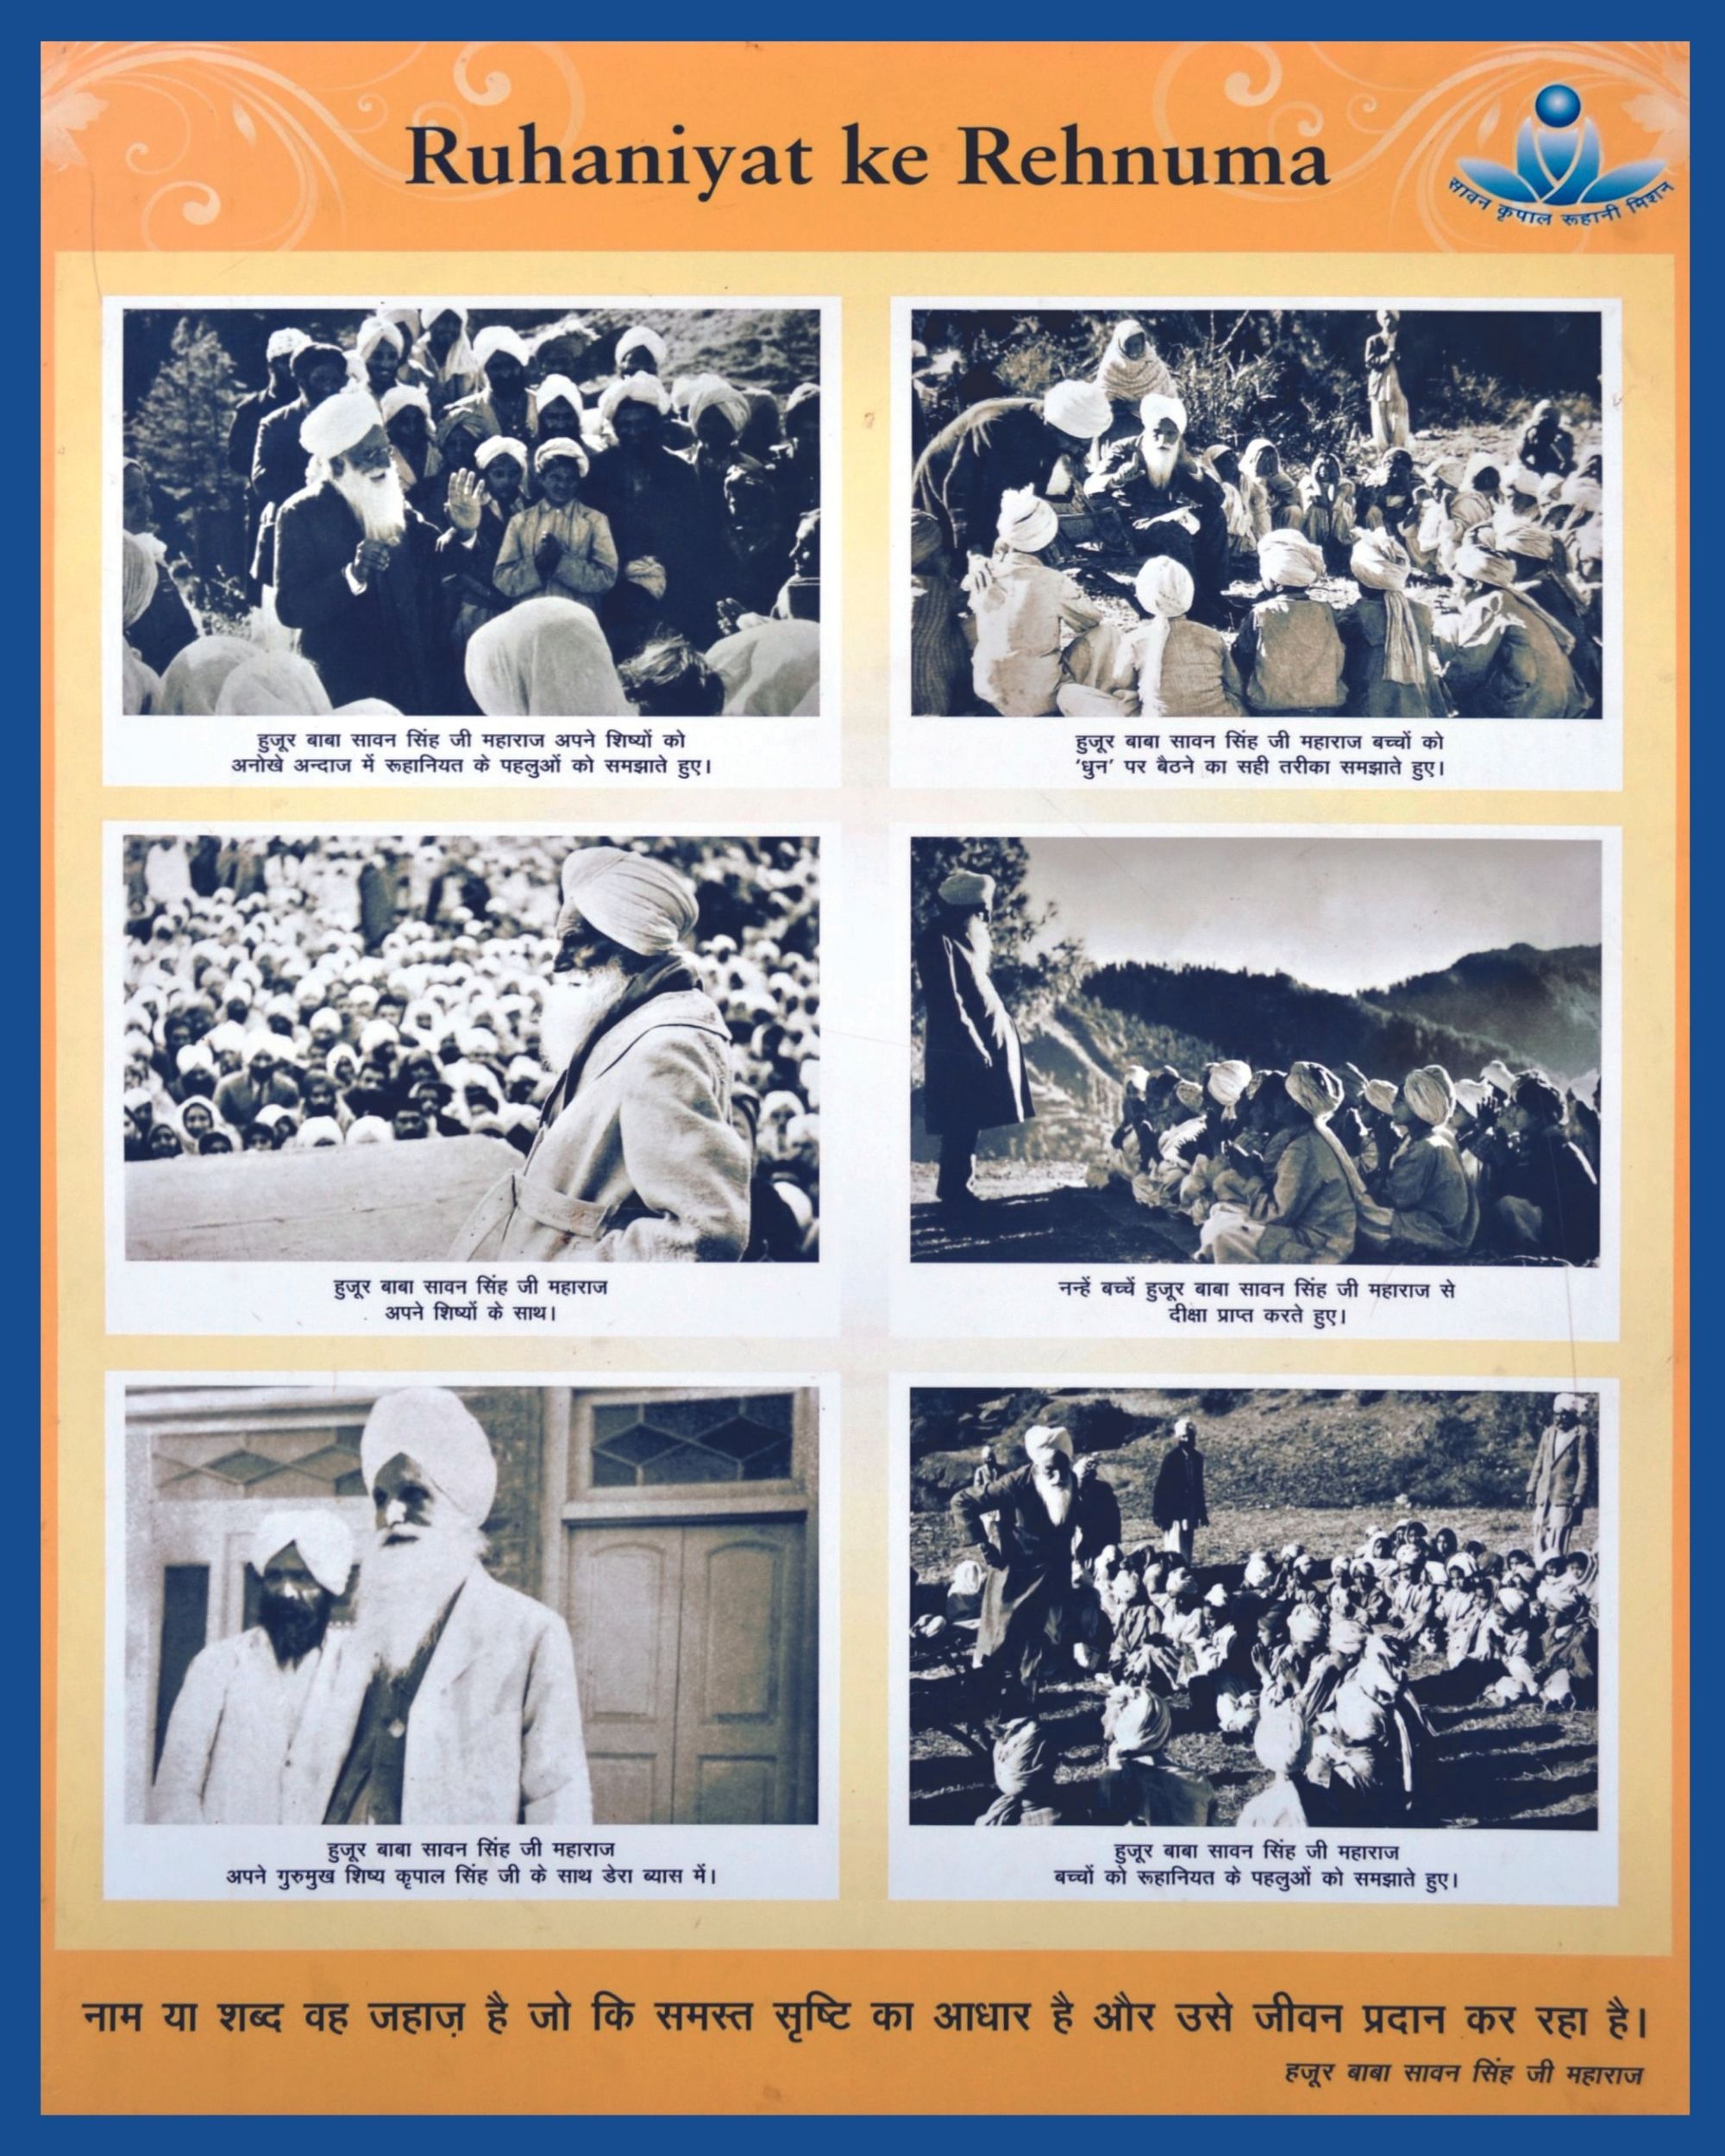 Ruhaniyat ke Rehnuma
सावन कृपाल रूहानी मिशन
हुजूर बाबा सावन सिंह जी महाराज अपने शिष्यों को
अनोखे अन्दाज में रूहानियत के पहलुओं को समझाते हुए।
हुजूर बाबा सावन सिंह जी महाराज बच्चों को
‘धुन’ पर बैठने का सही तरीका समझाते हुए।
हुजूर बाबा सावन सिंह जी महाराज
अपने शिष्यों के साथ।
नन्हें बच्चें हुजूर बाबा सावन सिंह जी महाराज से
दीक्षा प्राप्त करते हुए।
हुजूर बाबा सावन सिंह जी महाराज
अपने गुरुमुख शिष्य कृपाल सिंह जी के साथ डेरा ब्यास में।
हुजूर बाबा सावन सिंह जी महाराज
बच्चों को रूहानियत के पहलुओं को समझाते हुए।
नाम या शब्द वह जहाज़ है जो कि समस्त सृष्टि का आधार है और उसे जीवन प्रदान कर रहा है।
हजूर बाबा सावन सिंह जी महाराज